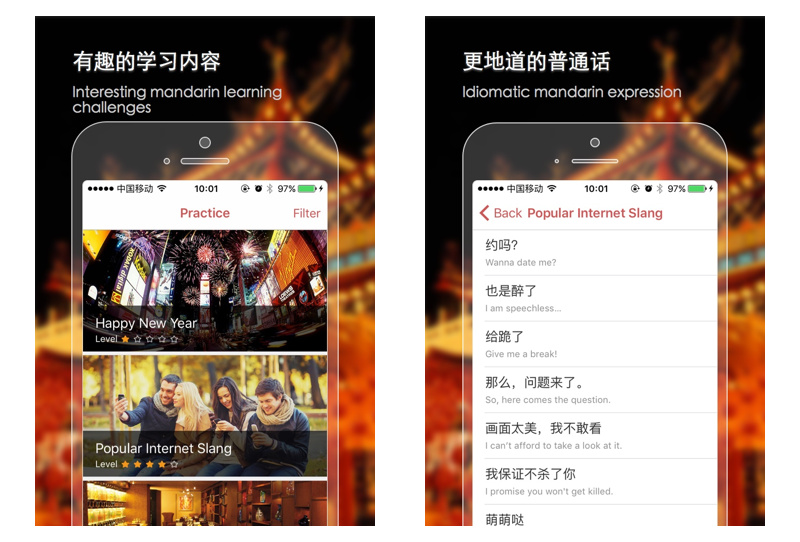 有趣的学习内容
Interesting mandarin learning
challenges
中国移动
10:01
97%
Practice
Filter
Happy New Year
Level
Popular Internet Slang
Level
更地道的普通话
Idiomatic mandarin expression
中国移动
10:01
97%
Back
Popular Internet Slang
约吗?
Wanna date me?
也是醉了
I am speechless...
给跪了
Give me a break!
那么，问题来了。
So, here comes the question.
画面太美，我不敢看
I can't afford to take a look at it.
我保证不杀了你
I promise you won't get killed.
萌萌哒